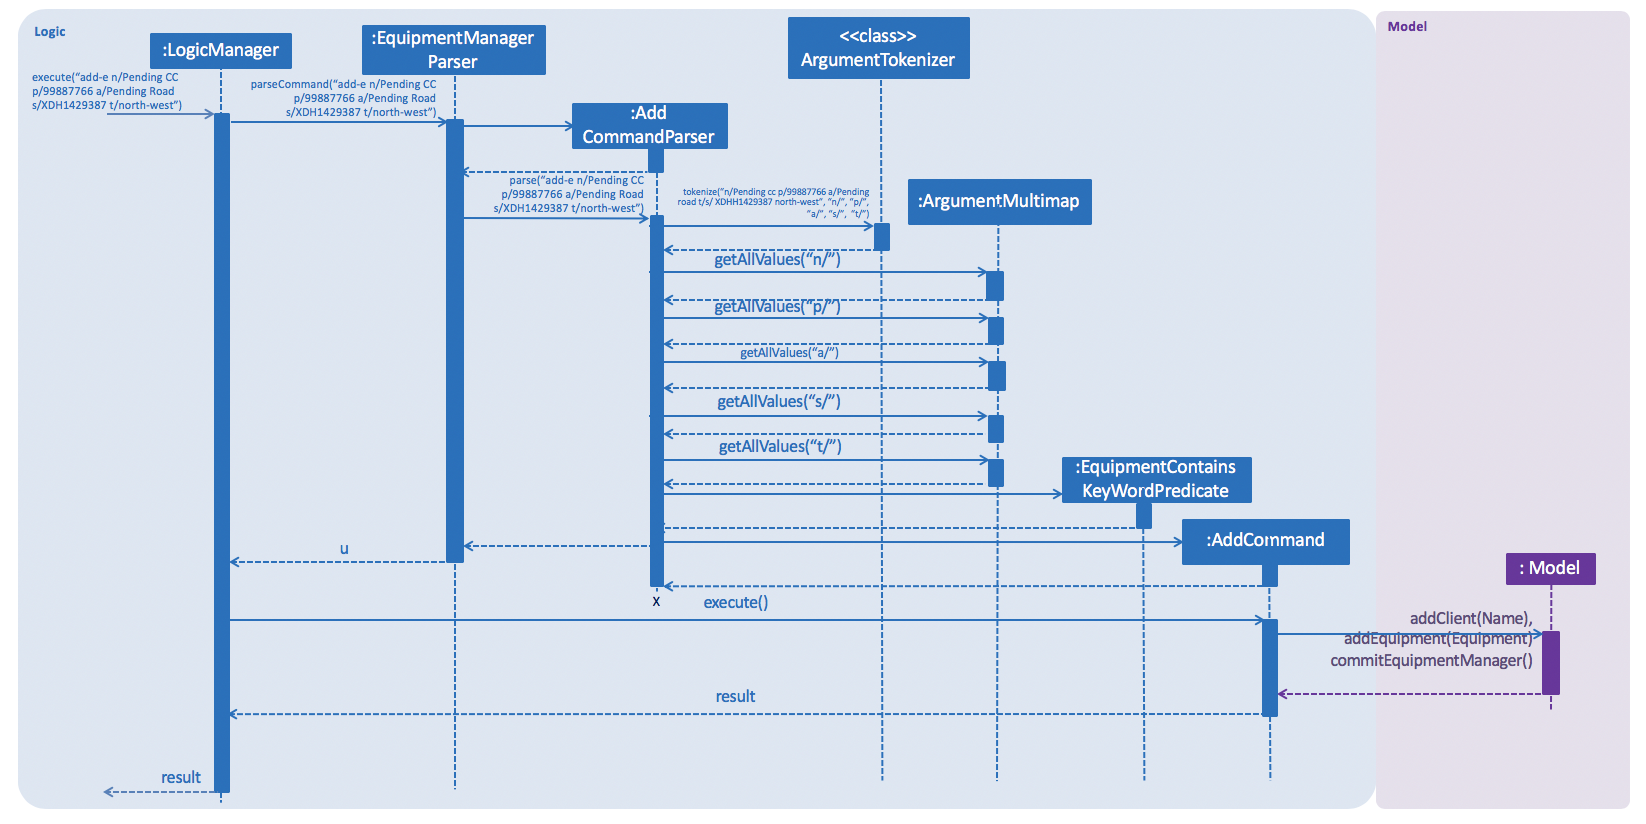 Logic
Model
:LogicManager
:EquipmentManager
Parser
<<class>>
ArgumentTokenizer
execute(“add-e n/Pending CC
p/99887766 a/Pending Road
s/XDH1429387 t/north-west”)
parseCommand(“add-e n/Pending CC
p/99887766 a/Pending Road
s/XDH1429387 t/north-west”)
:Add
CommandParser
parse(“add-e n/Pending CC
p/99887766 a/Pending Road
s/XDH1429387 t/north-west”)
tokenize(“n/Pending cc p/99887766 a/Pending
road t/s/ XDHH1429387 north-west”, “n/”, “p/”,
“a/”, “s/”, “t/”)
:ArgumentMultimap
getAllValues(“n/”)
getAllValues(“p/”)
getAllValues(“a/”)
getAllValues(“s/”)
getAllValues(“t/”)
:EquipmentContains
KeyWordPredicate
:AddCommand
u
: Model
x
execute()
addClient(Name),
addEquipment(Equipment)
commitEquipmentManager()
result
result